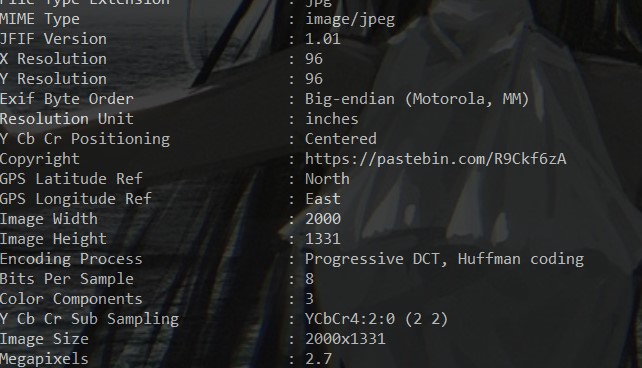 File Type Extension : jpg
MIME Type : image/jpeg
JFIF Version : 1.01
X Resolution : 96
Y Resolution : 96
Exif Byte Order : Big-endian (Motorola, MM)
Resolution Unit : inches
Y Cb Cr Positioning : Centered
Copyright : https://pastebin.com/R9Ckf6zA
GPS Latitude Ref : North
GPS Longitude Ref : East
Image Width : 2000
Image Height : 1331
Encoding Process : Progressive DCT, Huffman coding
Bits Per Sample : 8
Color Components : 3
Y Cb Cr Sub Sampling : YCbCr4:2:0 (2 2)
Image Size : 2000x1331
Megapixels : 2.7